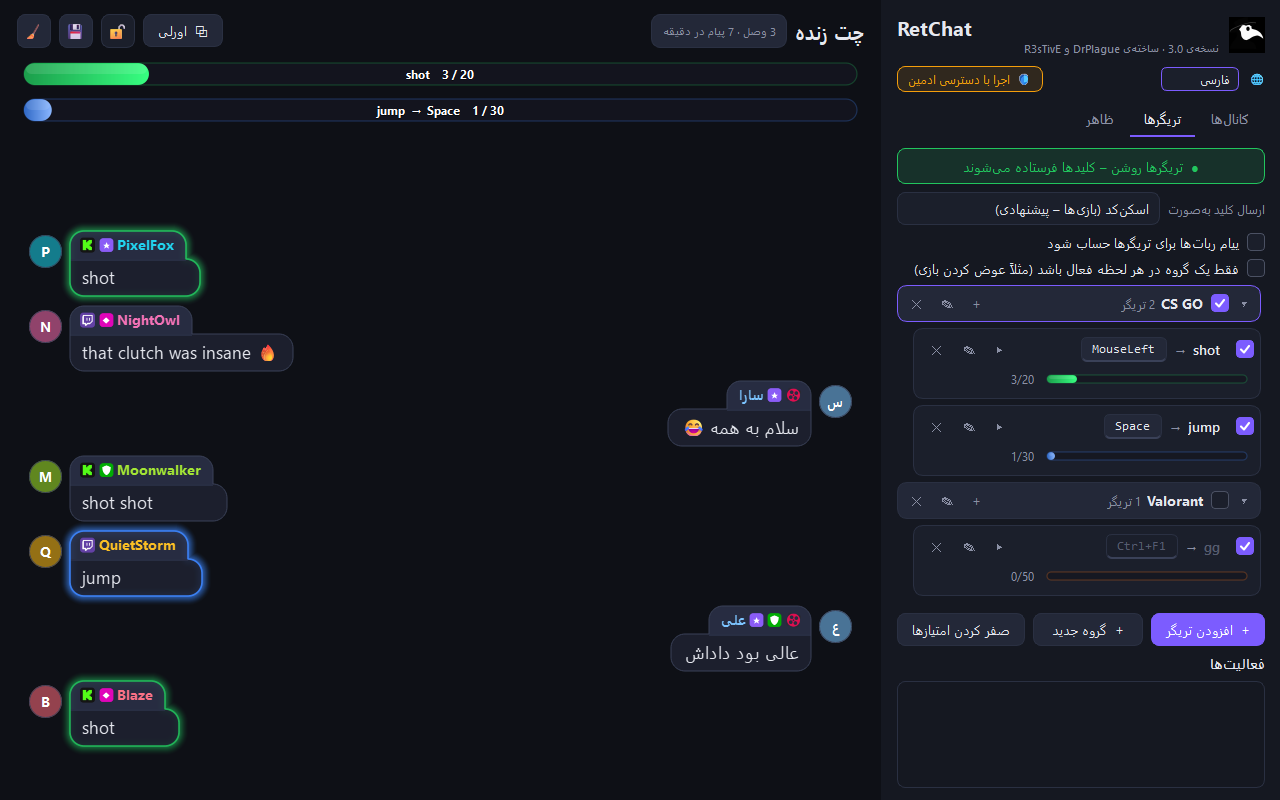 RetChat
نسخه‌ی 3.0 · ساخته‌ی DrPlague و R3sTivE
فارسی
اجرا با دسترسی ادمین
کانال‌ها
تریگرها
ظاهر
● تریگرها روشن – کلیدها فرستاده می‌شوند
ارسال کلید به‌صورت
اسکن‌کد (بازی‌ها – پیشنهادی)
پیام ربات‌ها برای تریگرها حساب شود
فقط یک گروه در هر لحظه فعال باشد (مثلاً عوض کردن بازی)
CS GO 2 تریگر
shot → MouseLeft
3/20
jump → Space
1/30
Valorant 1 تریگر
gg → Ctrl+F1
0/50
+ افزودن تریگر
+ گروه جدید
صفر کردن امتیازها
فعالیت‌ها
چت زنده
3 وصل · 7 پیام در دقیقه
اورلی
shot 3 / 20
jump → Space 1 / 30
P
PixelFox
shot
N
NightOwl
that clutch was insane 🔥
س
سارا
سلام به همه 😂
M
Moonwalker
shot shot
Q
QuietStorm
jump
ع
علی
عالی بود داداش
B
Blaze
shot